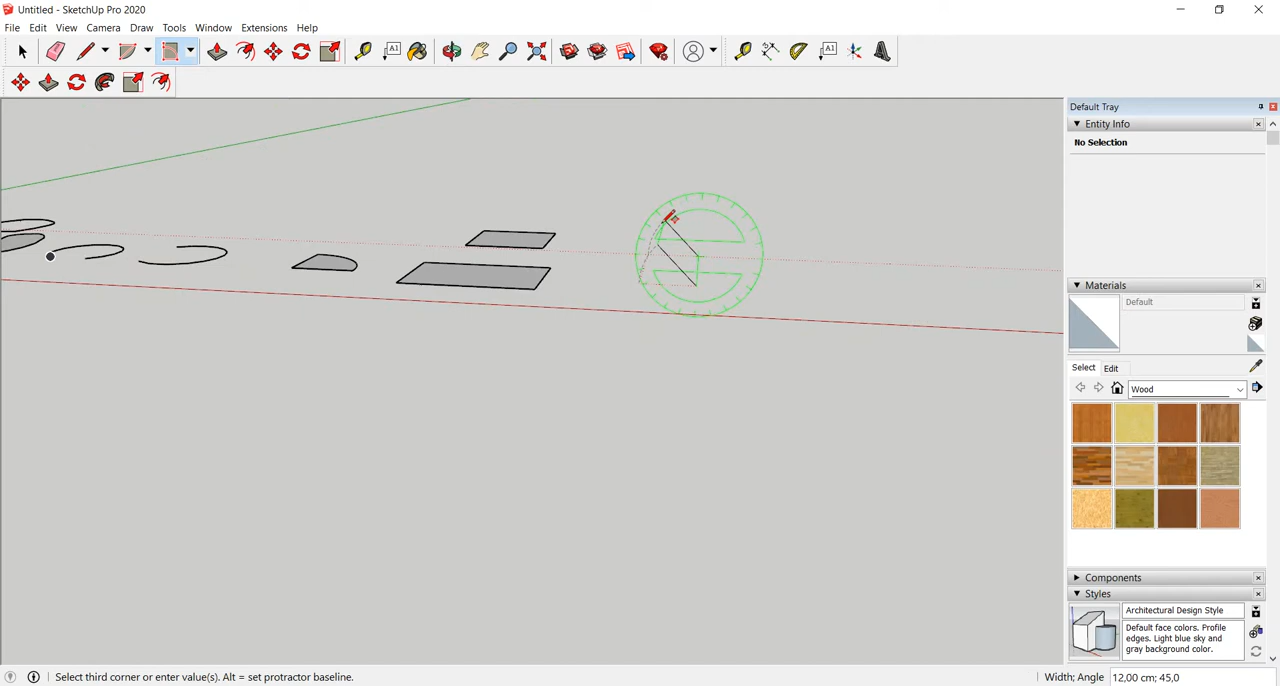 Untitled - SketchUp Pro 2020
File Edit View Camera Draw Tools Window Extensions Help
A1 A1
Default Tray
Entity Info
No Selection
Materials
Default
Select Edit
Wood
Components
Styles
Architectural Design Style
Default face colors. Profile
edges. Light blue sky and
gray background color.
Select third corner or enter value(s). Alt = set protractor baseline.
Width; Angle 12,00 cm; 45,0